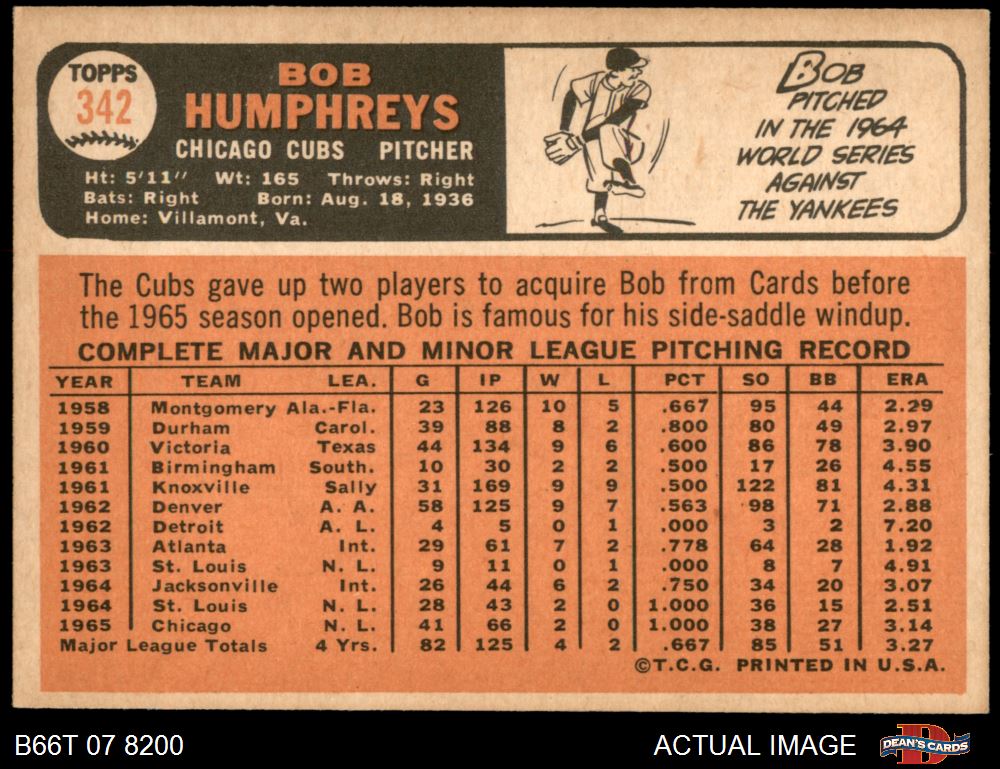 TOPPS
342
BOB
HUMPHREYS
CHICAGO CUBS PITCHER
Ht: 5'11" Wt: 165 Throws: Right
Bats: Right Born: Aug. 18, 1936
Home: Villamont, Va.
BOB
PITCHED
IN THE 1964
WORLD SERIES
AGAINST
THE YANKEES
The Cubs gave up two players to acquire Bob from Cards before
the 1965 season opened. Bob is famous for his side-saddle windup.
COMPLETE MAJOR AND MINOR LEAGUE PITCHING RECORD
YEAR TEAM LEA. G IP W L PCT SO BB ERA
1958 Montgomery Ala.-Fla. 23 126 10 5 .667 95 44 2.29
1959 Durham Carol. 39 88 8 2 .800 80 49 2.97
1960 Victoria Texas 44 134 9 6 .600 86 78 3.90
1961 Birmingham South. 10 30 2 2 .500 17 26 4.55
1961 Knoxville Sally 31 169 9 9 .500 122 81 4.31
1962 Denver A. A. 58 125 9 7 .563 98 71 2.88
1962 Detroit A. L. 4 5 0 1 .000 3 2 7.20
1963 Atlanta Int. 29 61 7 2 .778 64 28 1.92
1963 St. Louis N. L. 9 11 0 1 .000 8 7 4.91
1964 Jacksonville Int. 26 44 6 2 .750 34 20 3.07
1964 St. Louis N. L. 28 43 2 0 1.000 36 15 2.51
1965 Chicago N. L. 41 66 2 0 1.000 38 27 3.14
Major League Totals 4 Yrs. 82 125 4 2 .667 85 51 3.27
©T.C.G. PRINTED IN U.S.A.
B66T 07 8200
ACTUAL IMAGE
DEAN'S CARDS